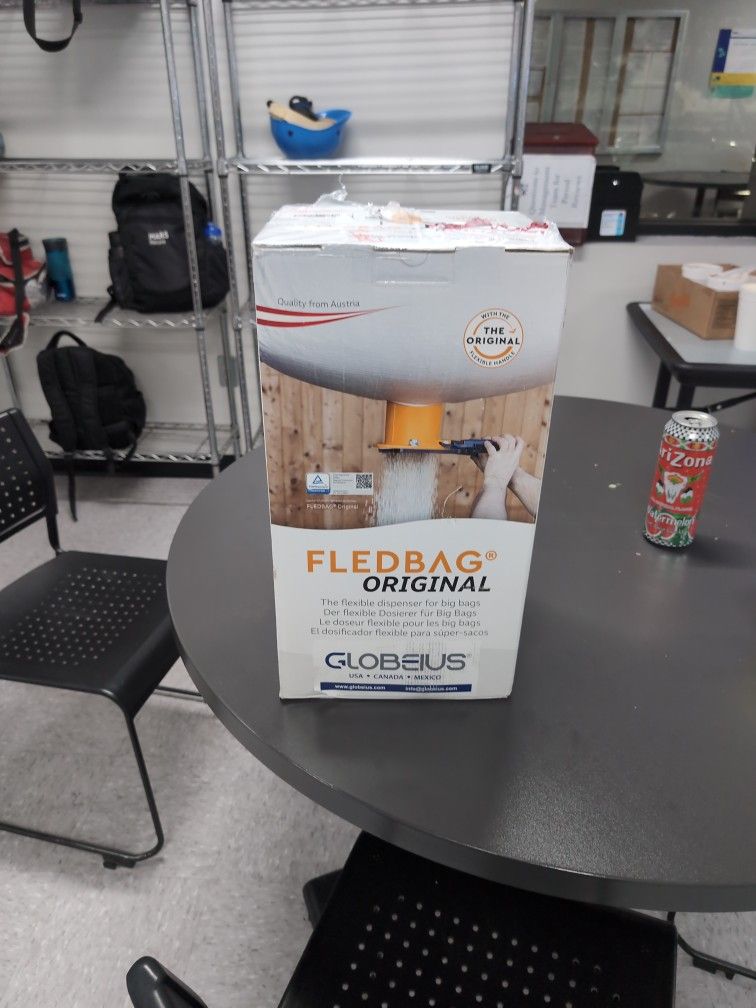 Quality from Austria
WITH THE
THE
ORIGINAL
FLEXIBLE HANDLE
FLEDBAG® Original
FLEDBAG®
ORIGINAL
The flexible dispenser for big bags
Der flexible Dosierer für Big Bags
Le doseur flexible pour les big bags
El dosificador flexible para súper-sacos
GLOBEIUS®
USA • CANADA • MEXICO
www.globeius.com info@globeius.com
AriZona
Watermelon